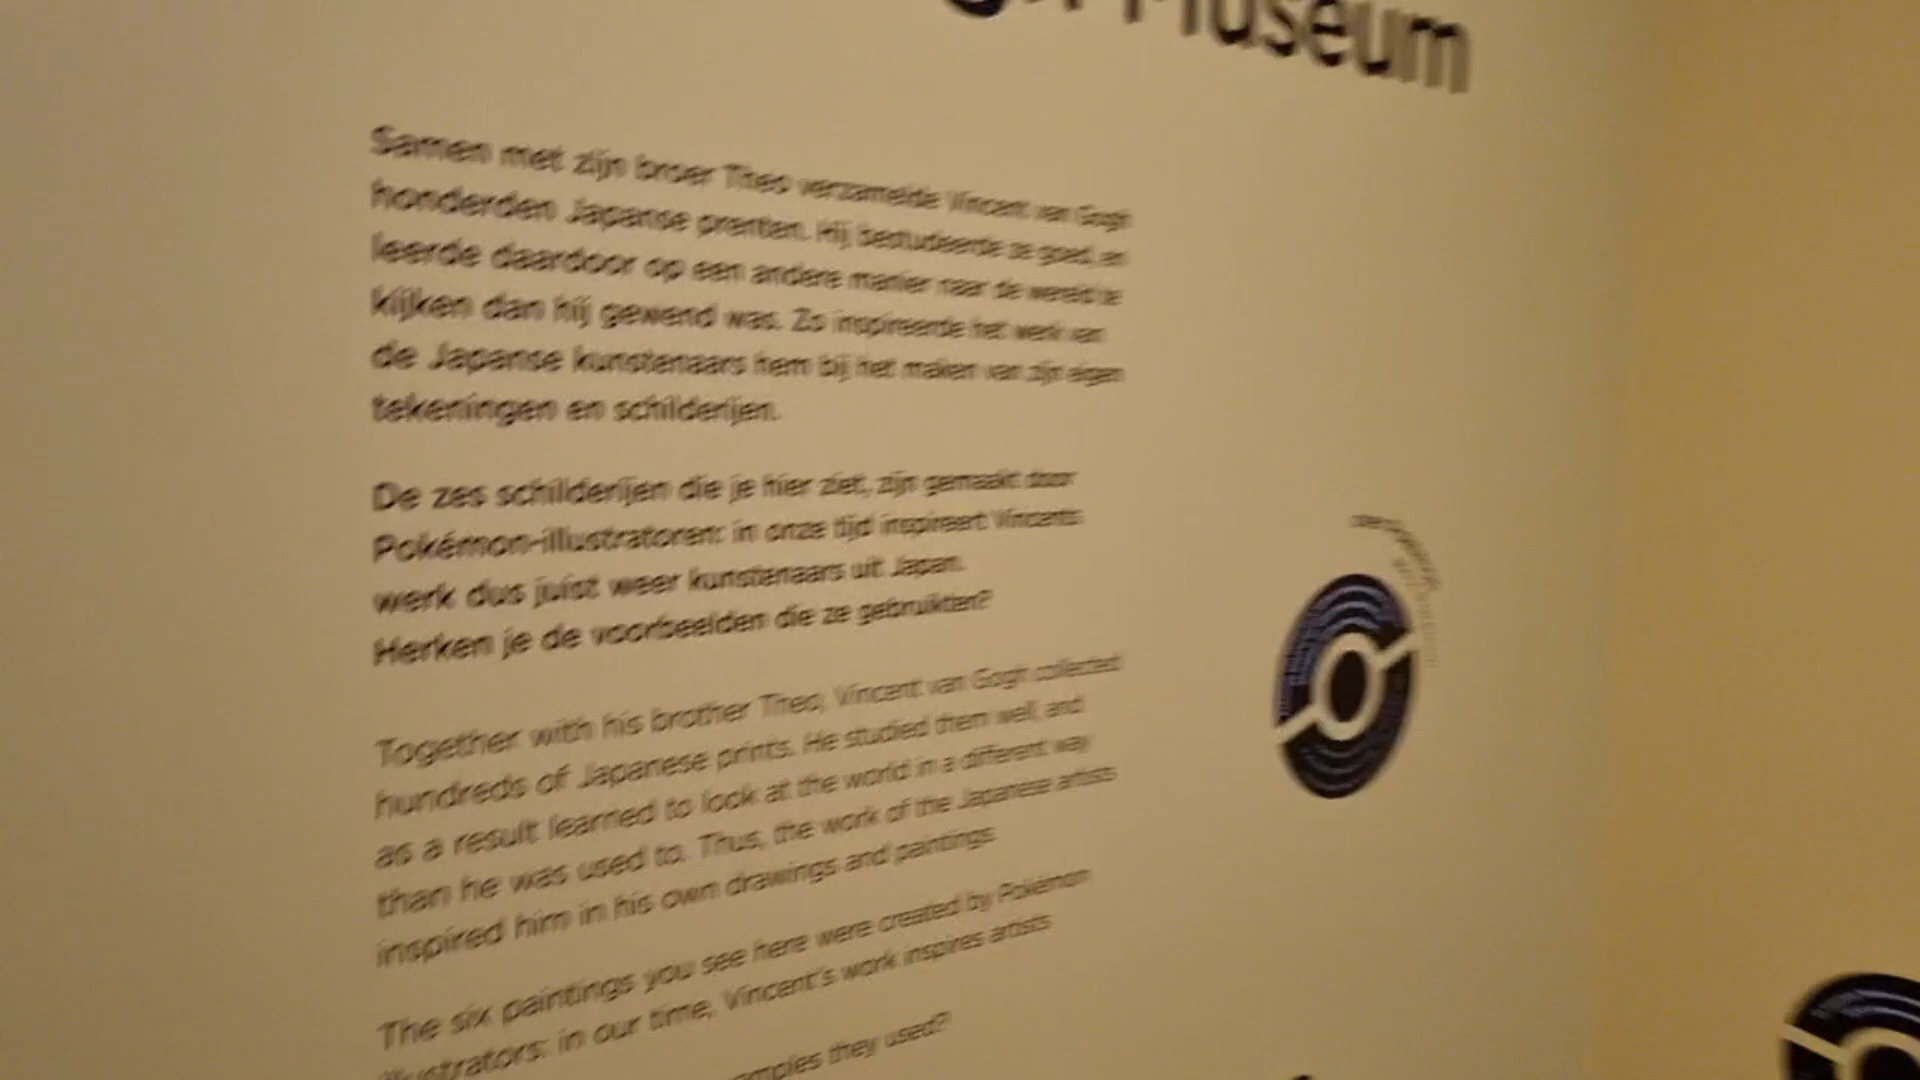 Museum
Samen met zijn broer Theo verzamelde Vincent van Gogh
honderden Japanse prenten. Hij bestudeerde ze goed, en
leerde daardoor op een andere manier naar de wereld te
kijken dan hij gewend was. Zo inspireerde het werk van
de Japanse kunstenaars hem bij het maken van zijn eigen
tekeningen en schilderijen.
De zes schilderijen die je hier ziet, zijn gemaakt door
Pokémon-illustratoren: in onze tijd inspireert Vincents
werk dus juist weer kunstenaars uit Japan.
Herken je de voorbeelden die ze gebruikten?
Together with his brother Theo, Vincent van Gogh collected
hundreds of Japanese prints. He studied them well, and
as a result learned to look at the world in a different way
than he was used to. Thus, the work of the Japanese artists
inspired him in his own drawings and paintings.
The six paintings you see here were created by Pokémon
illustrators: in our time, Vincent's work inspires artists
they used?